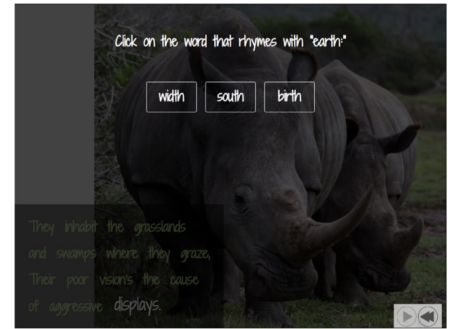 Click on the word that rhymes with "earth:"
width south birth
They inhabit the grasslands
and swamps where they graze,
Their poor vision's the cause
of aggressive displays.